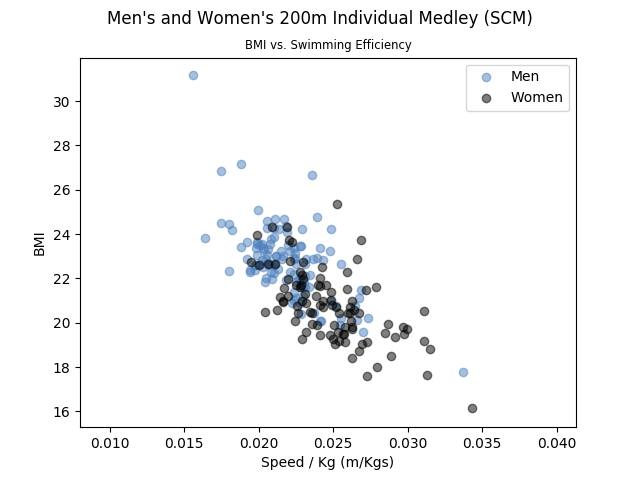 Men's and Women's 200m Individual Medley (SCM)
BMI vs. Swimming Efficiency
Men
Women
30
28
26
24
22
20
18
16
BMI
0.010
0.015
0.020
0.025
0.030
0.035
0.040
Speed / Kg (m/Kgs)